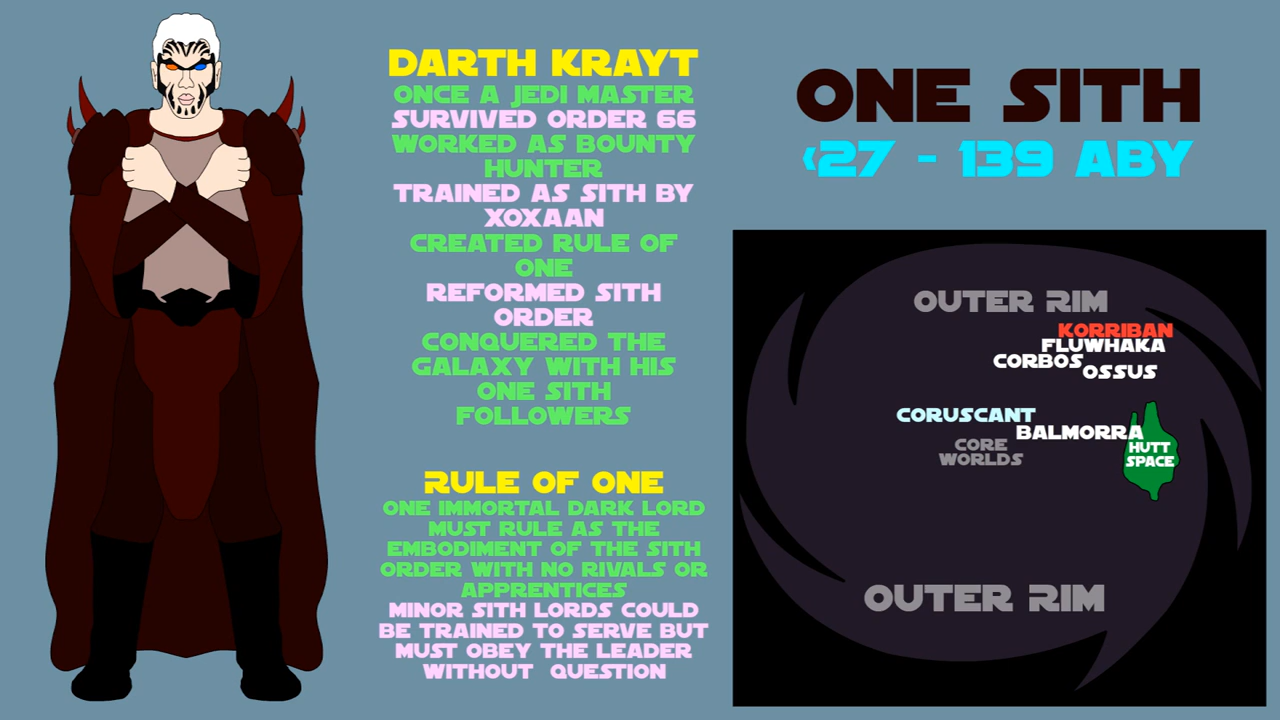 DARTH KRAYT
ONCE A JEDI MASTER
SURVIVED ORDER 66
WORKED AS BOUNTY
HUNTER
TRAINED AS SITH BY
XOXAAN
CREATED RULE OF
ONE
REFORMED SITH
ORDER
CONQUERED THE
GALAXY WITH HIS
ONE SITH
FOLLOWERS
RULE OF ONE
ONE IMMORTAL DARK LORD
MUST RULE AS THE
EMBODIMENT OF THE SITH
ORDER WITH NO RIVALS OR
APPRENTICES
MINOR SITH LORDS COULD
BE TRAINED TO SERVE BUT
MUST OBEY THE LEADER
WITHOUT QUESTION
ONE SITH
<27 - 139 ABY
OUTER RIM
KORRIBAN
FLUWHAKA
CORBOS
OSSUS
CORUSCANT
BALMORRA
CORE
WORLDS
HUTT
SPACE
OUTER RIM